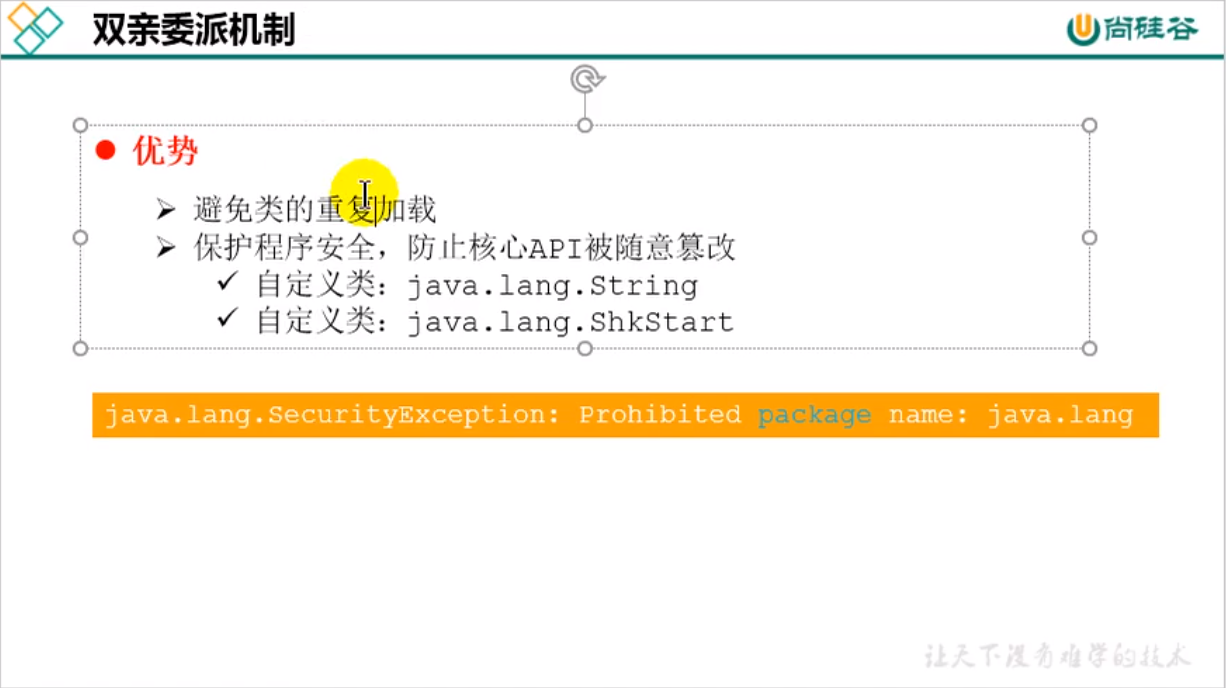 双亲委派机制
尚硅谷
优势
避免类的重复加载
保护程序安全，防止核心API被随意篡改
自定义类：java.lang.String
自定义类：java.lang.ShkStart
java.lang.SecurityException: Prohibited package name: java.lang
让天下没有难学的技术